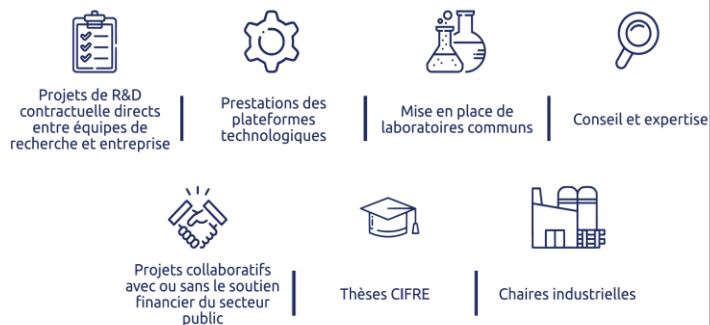 Projets de R&D
contractuelle directs
entre équipes de
recherche et entreprise
Prestations des
plateformes
technologiques
Mise en place de
laboratoires communs
Conseil et expertise
Projets collaboratifs
avec ou sans le soutien
financier du secteur
public
Thèses CIFRE
Chaires industrielles